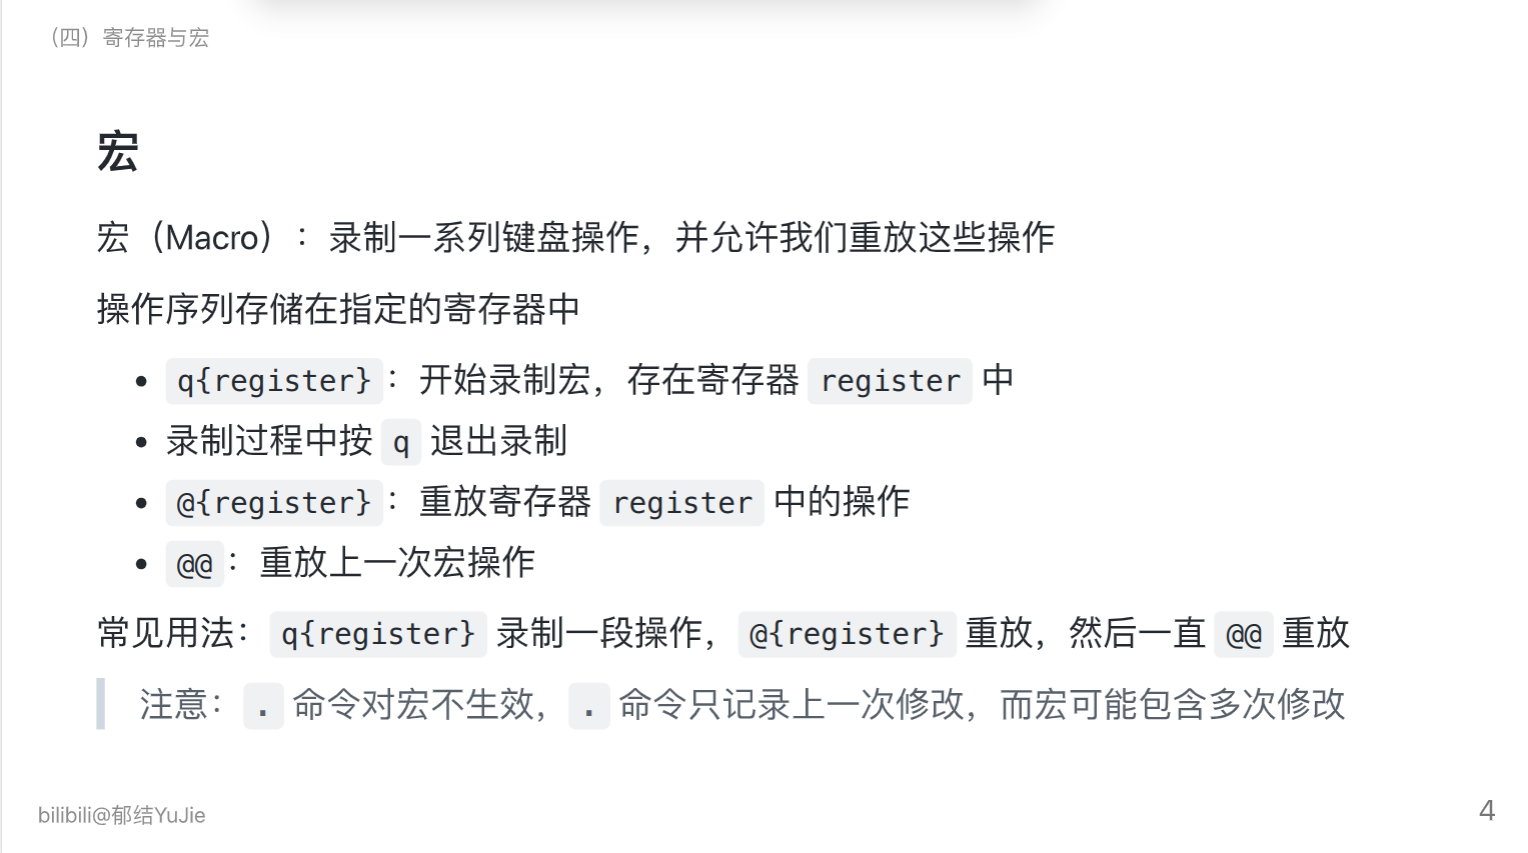 （四）寄存器与宏
宏
宏（Macro）：录制一系列键盘操作，并允许我们重放这些操作
操作序列存储在指定的寄存器中
• q{register}：开始录制宏，存在寄存器 register 中
• 录制过程中按 q 退出录制
• @{register}：重放寄存器 register 中的操作
• @@：重放上一次宏操作
常见用法：q{register} 录制一段操作，@{register} 重放，然后一直 @@ 重放
注意：. 命令对宏不生效，. 命令只记录上一次修改，而宏可能包含多次修改
bilibili@郁结YuJie
4